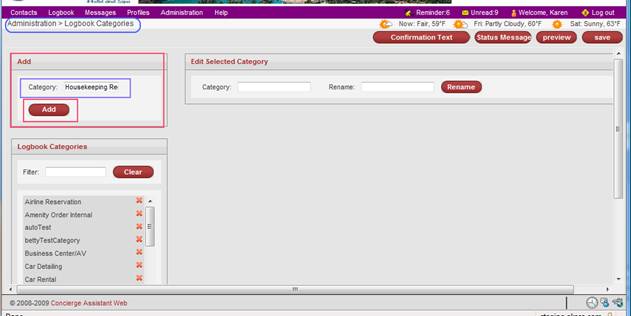 Contacts Logbook Messages Profiles Administration Help Reminder:6 Unread:9 Welcome, Karen Log out
Administration > Logbook Categories Now: Fair, 59°F Fri: Partly Cloudy, 60°F Sat: Sunny, 63°F
Confirmation Text Status Message preview save
Add Edit Selected Category
Category: Housekeeping Re Category: Rename: Rename
Add
Logbook Categories
Filter: Clear
Airline Reservation
Amenity Order Internal
autoTest
bettyTestCategory
Business Center/AV
Car Detailing
Car Rental
© 2008-2009 Concierge Assistant Web